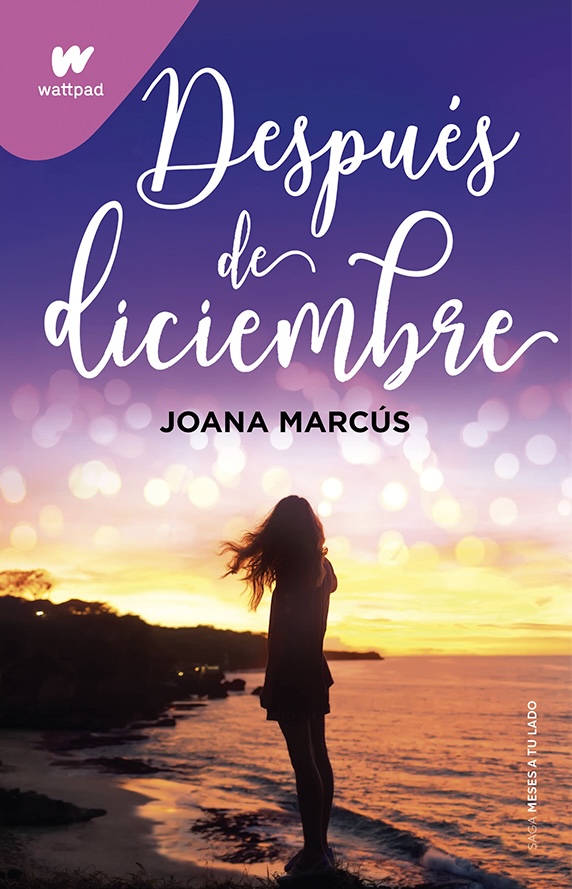 wattpad
Después
de
diciembre
JOANA MARCÚS
SAGA MESES A TU LADO